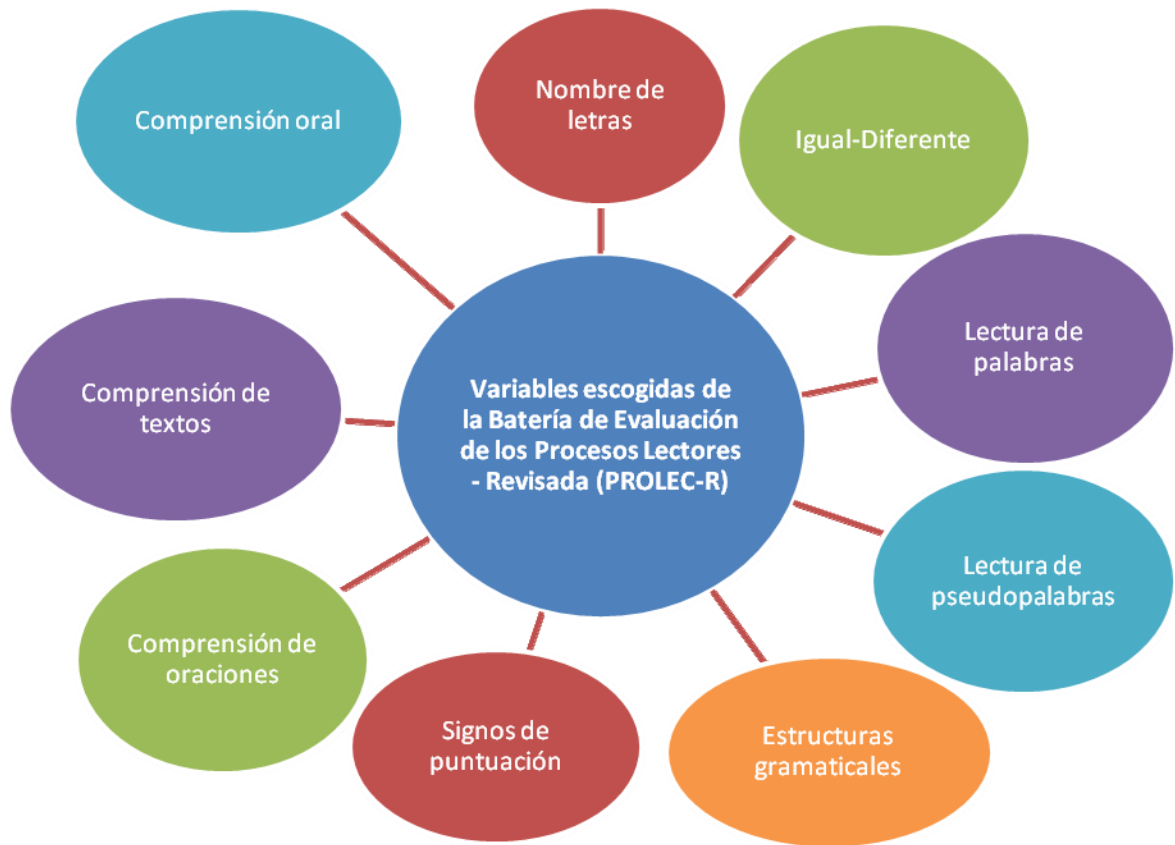 Nombre de
letras
Igual-Diferente
Lectura de
palabras
Lectura de
pseudopalabras
Estructuras
gramaticales
Signos de
puntuación
Comprensión de
oraciones
Comprensión de
textos
Comprensión oral
Variables escogidas de
la Batería de Evaluación
de los Procesos Lectores
- Revisada (PROLEC-R)